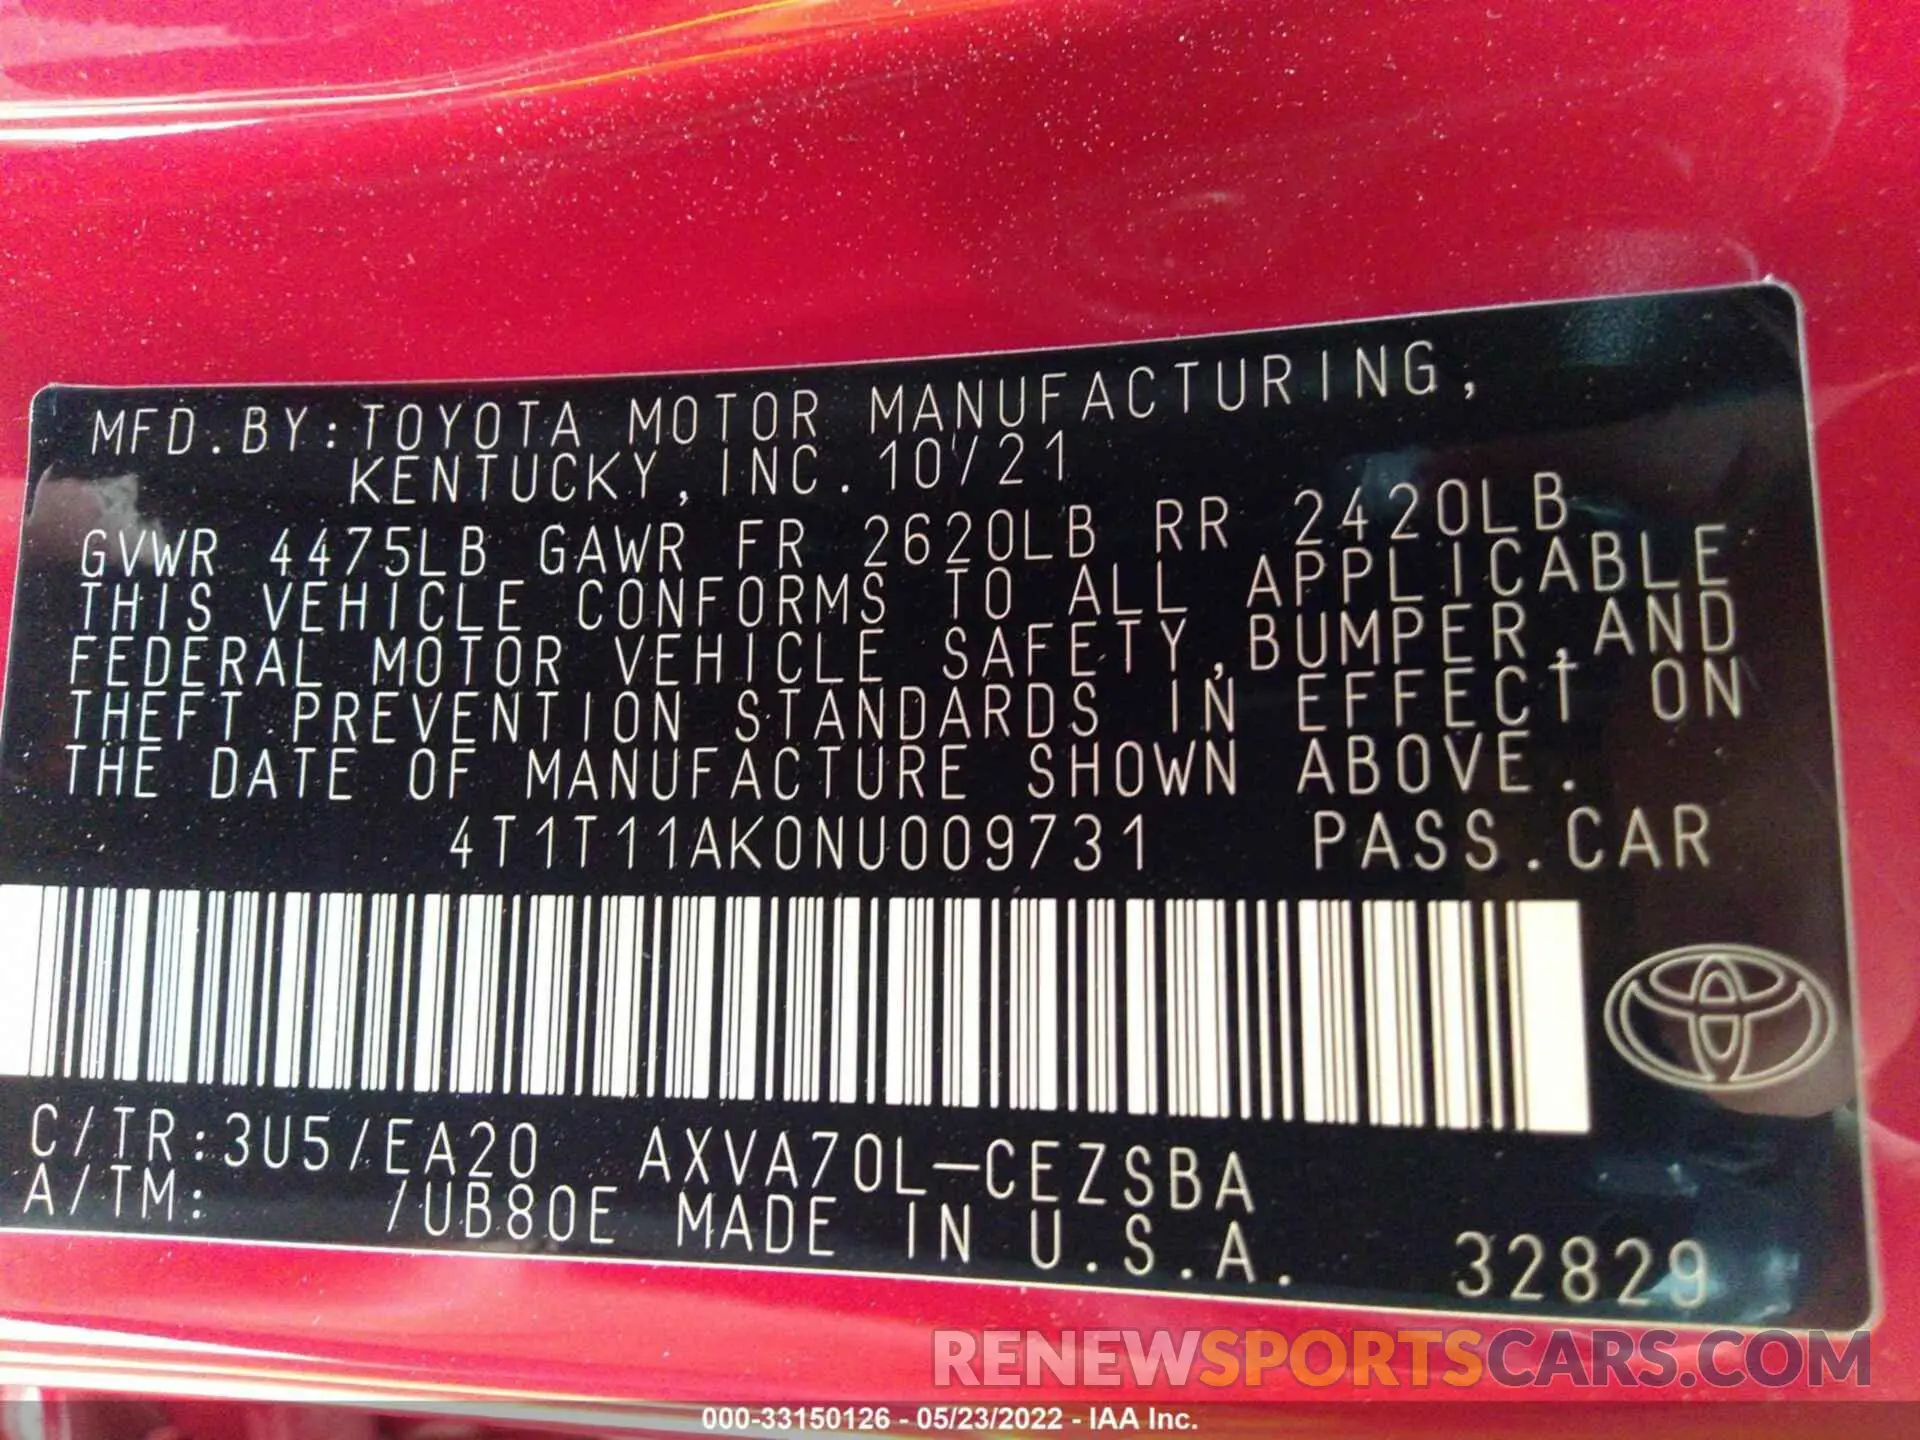 MFD.BY:TOYOTA MOTOR MANUFACTURING,
KENTUCKY,INC. 10/21
GVWR 4475LB GAWR FR 2620LB RR 2420LB
THIS VEHICLE CONFORMS TO ALL APPLICABLE
FEDERAL MOTOR VEHICLE SAFETY,BUMPER,AND
THEFT PREVENTION STANDARDS IN EFFECT ON
THE DATE OF MANUFACTURE SHOWN ABOVE.
4T1T11AK0NU009731 PASS.CAR
C/TR:3U5/EA20 AXVA70L-CEZSBA
A/TM: /UB80E MADE IN U.S.A. 32829
RENEWSPORTSCARS.COM
000-33150126 - 05/23/2022 - IAA Inc.